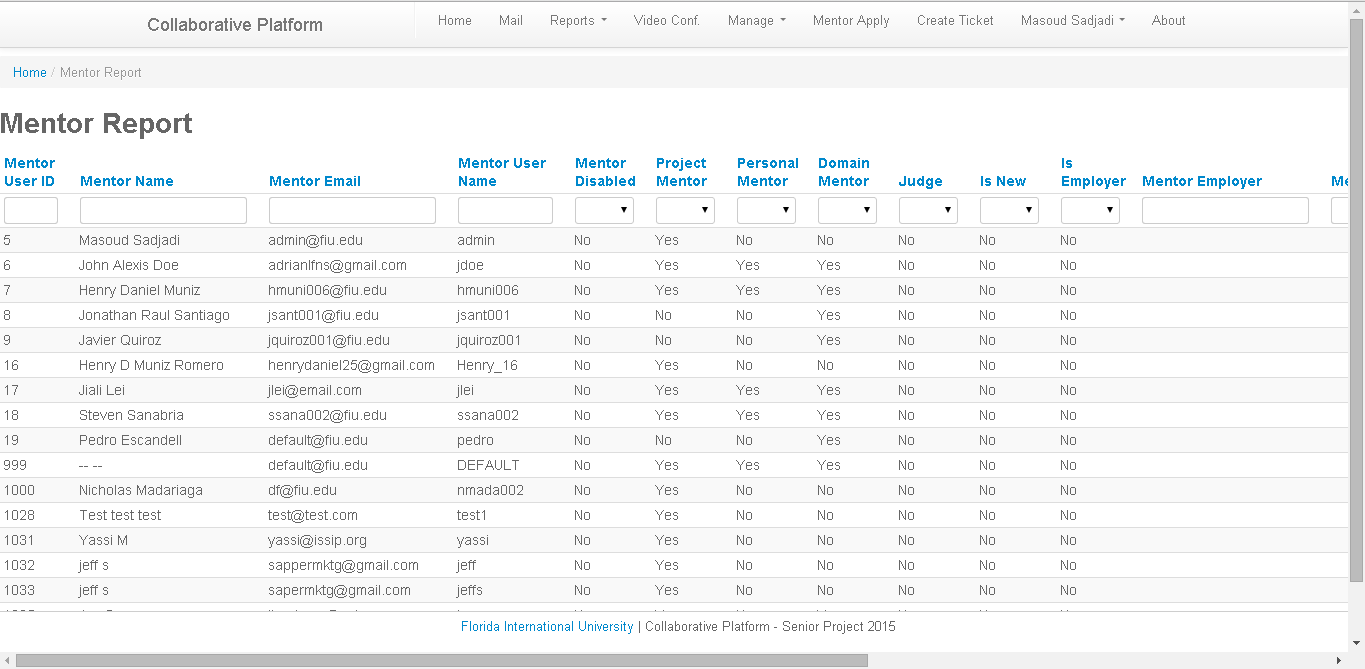 Collaborative Platform Home Mail Reports Video Conf. Manage Mentor Apply Create Ticket Masoud Sadjadi About
Home / Mentor Report
Mentor Report
Mentor User ID Mentor Name Mentor Email Mentor User Name Mentor Disabled Project Mentor Personal Mentor Domain Mentor Judge Is New Is Employer Mentor Employer
5 Masoud Sadjadi admin@fiu.edu admin No Yes No No No No No
6 John Alexis Doe adrianlfns@gmail.com jdoe No Yes Yes Yes No No No
7 Henry Daniel Muniz hmuni006@fiu.edu hmuni006 No Yes Yes Yes No No No
8 Jonathan Raul Santiago jsant001@fiu.edu jsant001 No No No Yes No No No
9 Javier Quiroz jquiroz001@fiu.edu jquiroz001 No No No Yes No No No
16 Henry D Muniz Romero henrydaniel25@gmail.com Henry_16 No Yes No No No No No
17 Jiali Lei jlei@email.com jlei No Yes Yes Yes No No No
18 Steven Sanabria ssana002@fiu.edu ssana002 No Yes Yes Yes No No No
19 Pedro Escandell default@fiu.edu pedro No No No Yes No No No
999 -- -- default@fiu.edu DEFAULT No Yes Yes Yes No No No
1000 Nicholas Madariaga df@fiu.edu nmada002 No Yes No No No No No
1028 Test test test test@test.com test1 No Yes No No No No No
1031 Yassi M yassi@issip.org yassi No Yes No No No No No
1032 jeff s sappermktg@gmail.com jeff No Yes No No No No No
1033 jeff s sapermktg@gmail.com jeffs No Yes No No No No No
Florida International University | Collaborative Platform - Senior Project 2015